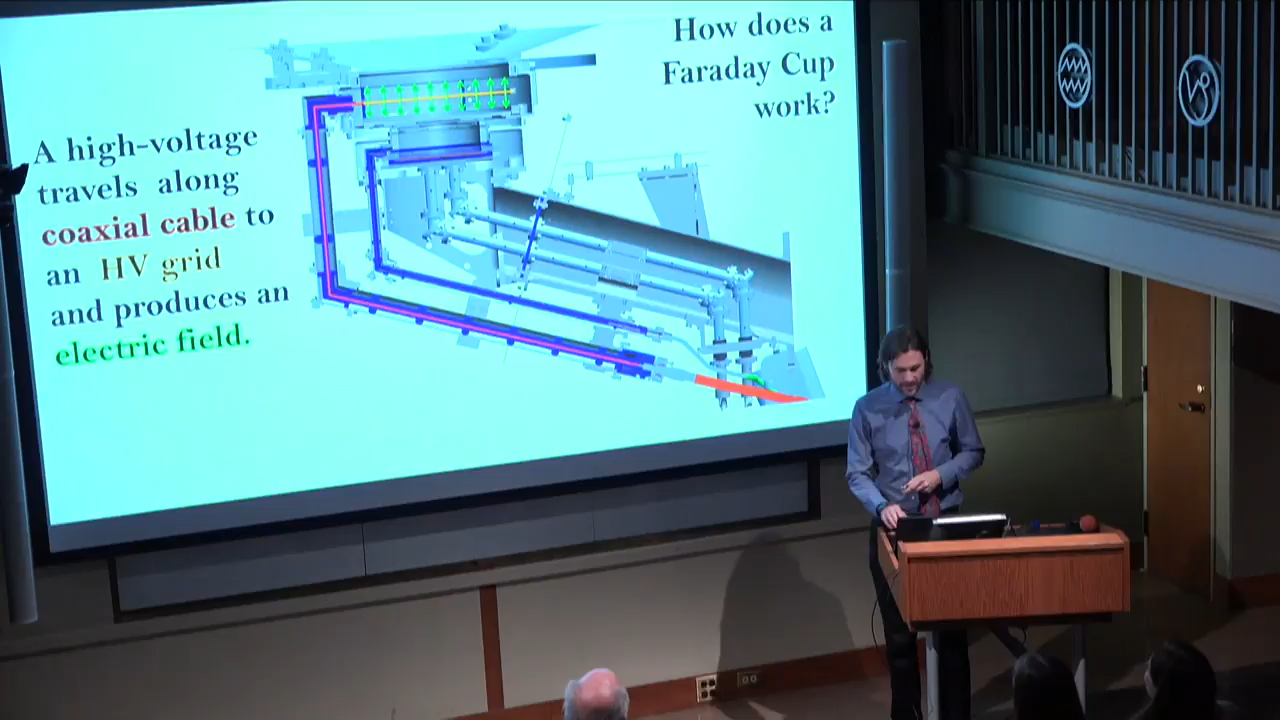 How does a
Faraday Cup
work?
A high-voltage
travels along
coaxial cable to
an HV grid
and produces an
electric field.